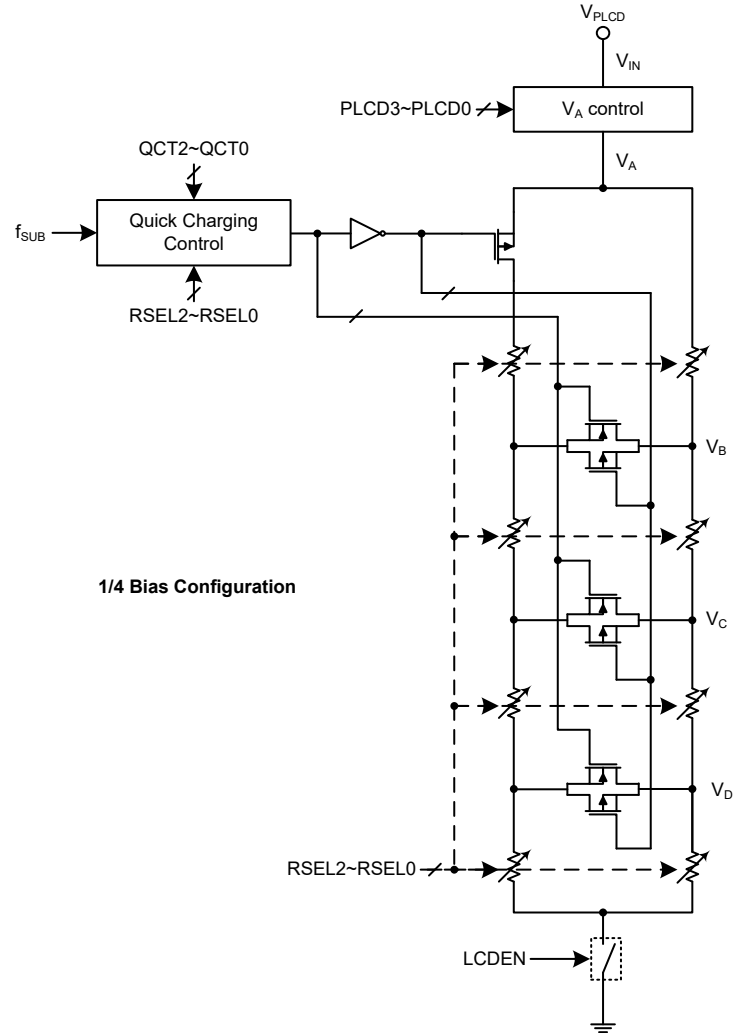 VPLCD
VIN
PLCD3~PLCD0
VA control
VA
QCT2~QCT0
fSUB
Quick Charging
Control
RSEL2~RSEL0
VB
1/4 Bias Configuration
VC
VD
RSEL2~RSEL0
LCDEN